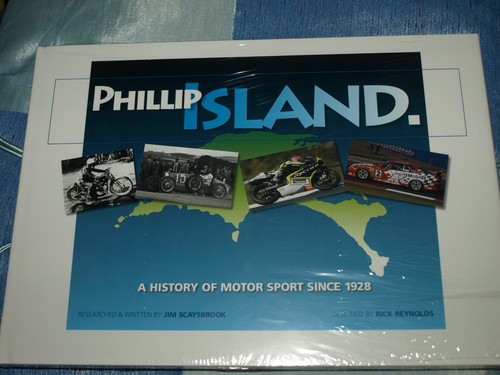 PHILLIP ISLAND.
A HISTORY OF MOTOR SPORT SINCE 1928
RESEARCHED & WRITTEN BY JIM SCAYSBROOK
DESIGNED BY RICK REYNOLDS